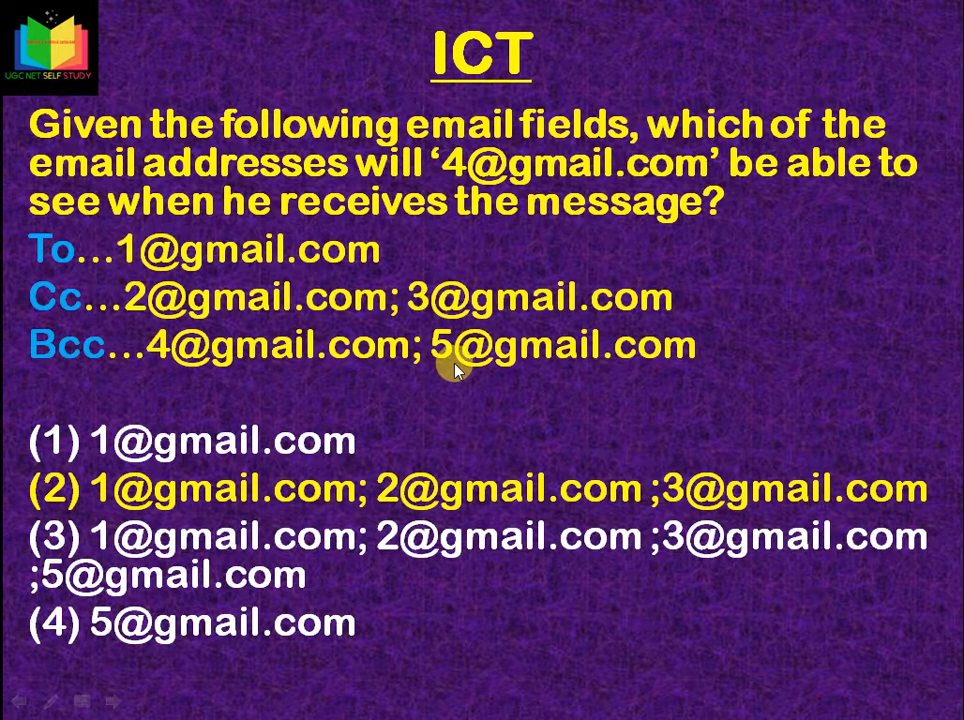 UGC NET SELF STUDY
ICT
Given the following email fields, which of the
email addresses will ‘4@gmail.com’ be able to
see when he receives the message?
To...1@gmail.com
Cc...2@gmail.com; 3@gmail.com
Bcc...4@gmail.com; 5@gmail.com
(1) 1@gmail.com
(2) 1@gmail.com; 2@gmail.com ;3@gmail.com
(3) 1@gmail.com; 2@gmail.com ;3@gmail.com
;5@gmail.com
(4) 5@gmail.com